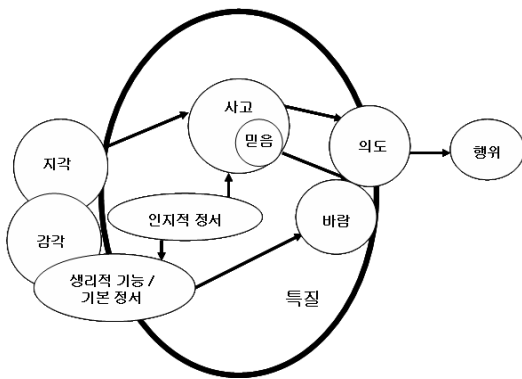 사고
믿음
의도
행위
지각
인지적 정서
바람
감각
생리적 기능 /
기본 정서
특질